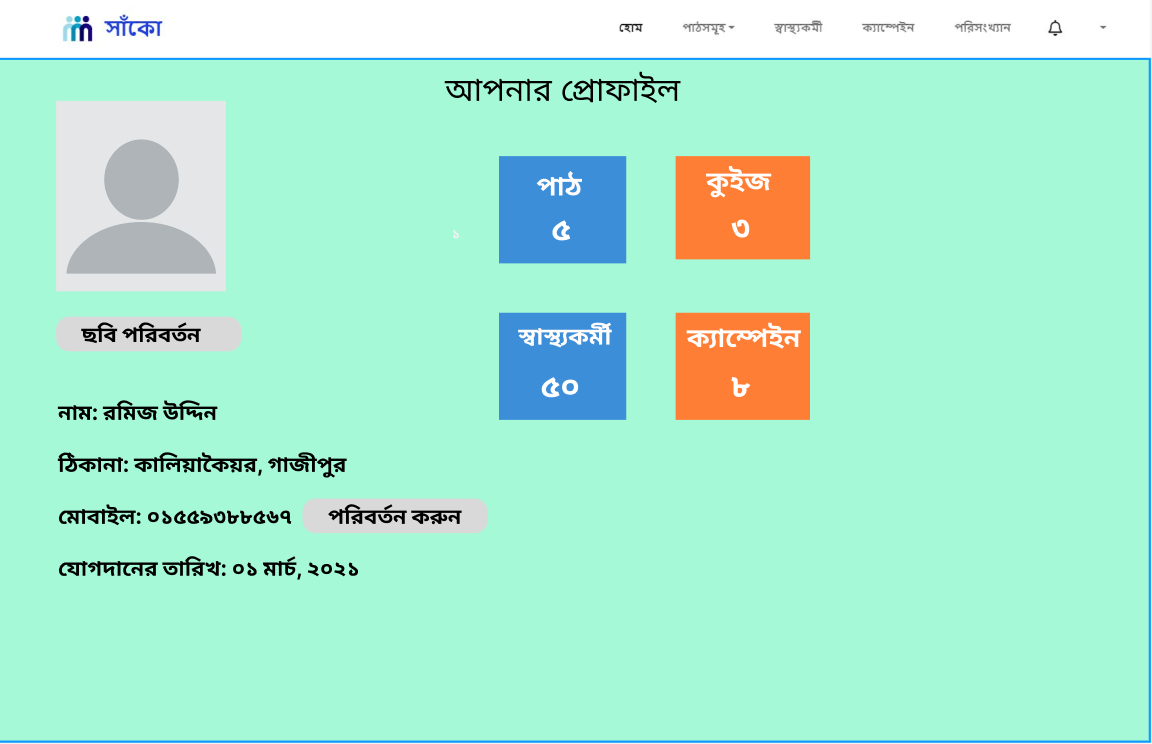 সাঁকো
হোম পাঠসমূহ স্বাস্থ্যকর্মী ক্যাম্পেইন পরিসংখ্যান
আপনার প্রোফাইল
পাঠ
৫
কুইজ
৩
১
স্বাস্থ্যকর্মী
৫০
ক্যাম্পেইন
৮
ছবি পরিবর্তন
নাম: রমিজ উদ্দিন
ঠিকানা: কালিয়াকৈয়র, গাজীপুর
মোবাইল: ০১৫৫৯৩৮৮৫৬৭ পরিবর্তন করুন
যোগদানের তারিখ: ০১ মার্চ, ২০২১